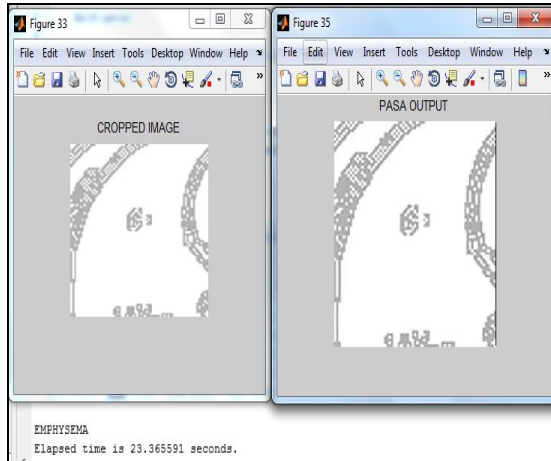 Figure 33
File Edit View Insert Tools Desktop Window Help
CROPPED IMAGE
Figure 35
File Edit View Insert Tools Desktop Window Help
PASA OUTPUT
EMPHYSEMA
Elapsed time is 23.365591 seconds.